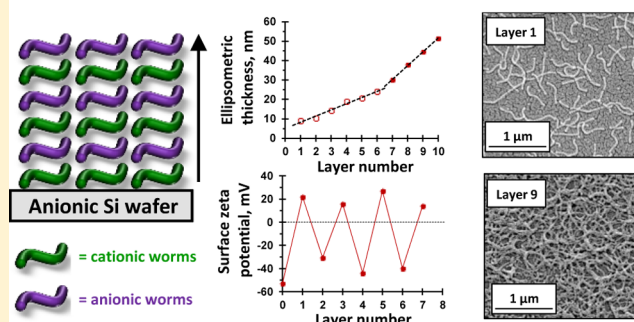 Anionic Si wafer
= cationic worms
= anionic worms
Ellipsometric
thickness, nm
60
50
40
30
20
10
0
0 1 2 3 4 5 6 7 8 9 10
Layer number
Surface zeta
potential, mV
40
20
0
-20
-40
-60
0 1 2 3 4 5 6 7 8
Layer number
Layer 1
1 µm
Layer 9
1 µm